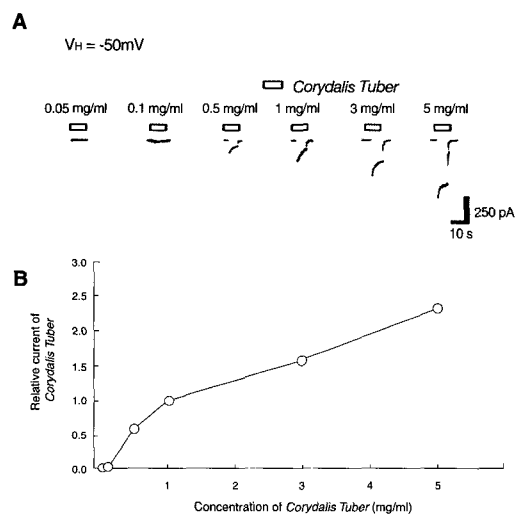 A
VH = -50mV
Corydalis Tuber
0.05 mg/ml 0.1 mg/ml 0.5 mg/ml 1 mg/ml 3 mg/ml 5 mg/ml
250 pA
10 s
B
Relative current of
Corydalis Tuber
3.0
2.5
2.0
1.5
1.0
0.5
0.0
1 2 3 4 5
Concentration of Corydalis Tuber (mg/ml)